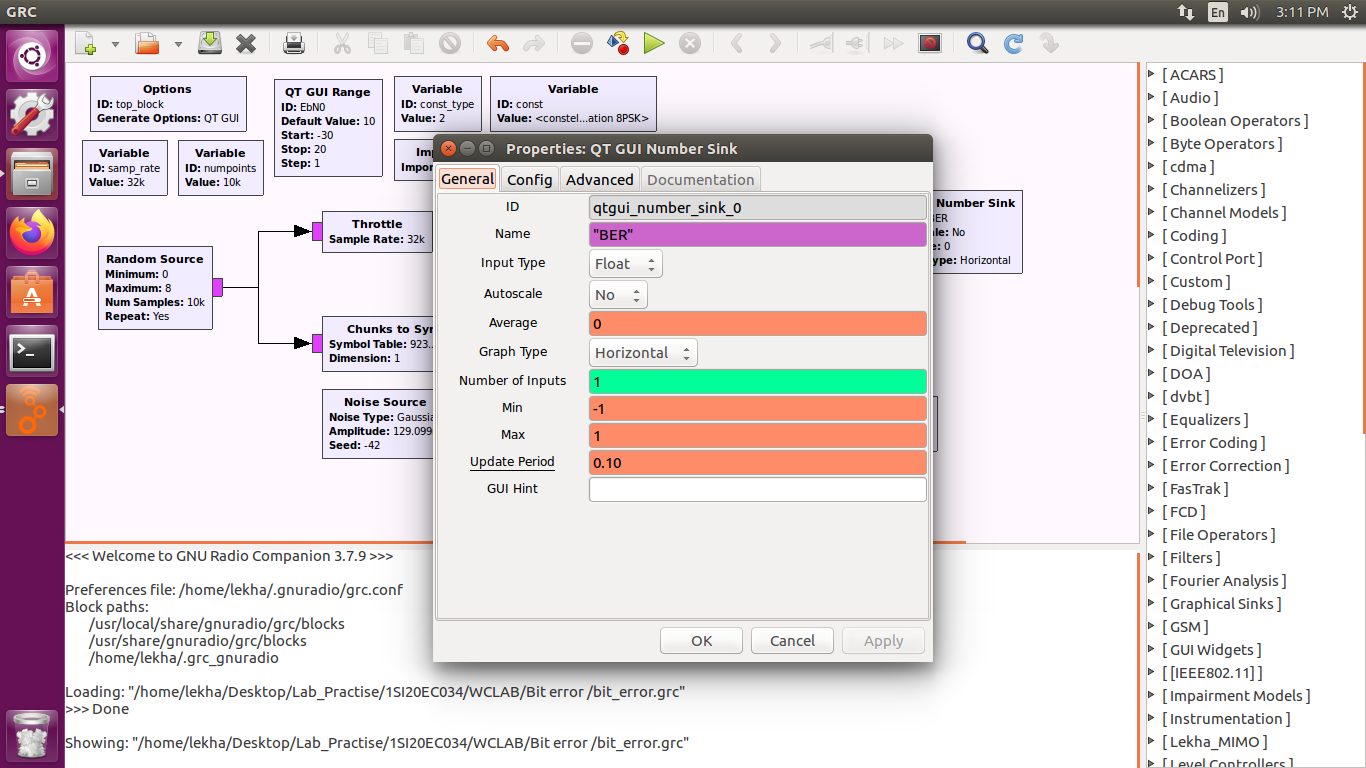 GRC
En
3:11 PM
Options
ID: top_block
Generate Options: QT GUI
QT GUI Range
ID: EbN0
Default Value: 10
Start: -30
Stop: 20
Step: 1
Variable
ID: const_type
Value: 2
Variable
ID: const
Value: <constel...ation 8PSK>
Variable
ID: samp_rate
Value: 32k
Variable
ID: numpoints
Value: 10k
Throttle
Sample Rate: 32k
Random Source
Minimum: 0
Maximum: 8
Num Samples: 10k
Repeat: Yes
Chunks to Sym
Symbol Table: 923..
Dimension: 1
Noise Source
Noise Type: Gaussia
Amplitude: 129.099
Seed: -42
Number Sink
BER
ale: No
e: 0
ype: Horizontal
Properties: QT GUI Number Sink
General Config Advanced Documentation
ID qtgui_number_sink_0
Name "BER"
Input Type Float
Autoscale No
Average 0
Graph Type Horizontal
Number of Inputs 1
Min -1
Max 1
Update Period 0.10
GUI Hint
OK Cancel Apply
<<< Welcome to GNU Radio Companion 3.7.9 >>>
Preferences file: /home/lekha/.gnuradio/grc.conf
Block paths:
/usr/local/share/gnuradio/grc/blocks
/usr/share/gnuradio/grc/blocks
/home/lekha/.grc_gnuradio
Loading: "/home/lekha/Desktop/Lab_Practise/1SI20EC034/WCLAB/Bit error /bit_error.grc"
>>> Done
Showing: "/home/lekha/Desktop/Lab_Practise/1SI20EC034/WCLAB/Bit error /bit_error.grc"
[ ACARS ]
[ Audio ]
[ Boolean Operators ]
[ Byte Operators ]
[ cdma ]
[ Channelizers ]
[ Channel Models ]
[ Coding ]
[ Control Port ]
[ Custom ]
[ Debug Tools ]
[ Deprecated ]
[ Digital Television ]
[ DOA ]
[ dvbt ]
[ Equalizers ]
[ Error Coding ]
[ Error Correction ]
[ FasTrak ]
[ FCD ]
[ File Operators ]
[ Filters ]
[ Fourier Analysis ]
[ Graphical Sinks ]
[ GSM ]
[ GUI Widgets ]
[ [IEEE802.11] ]
[ Impairment Models ]
[ Instrumentation ]
[ Lekha_MIMO ]
[ Level Controllers ]